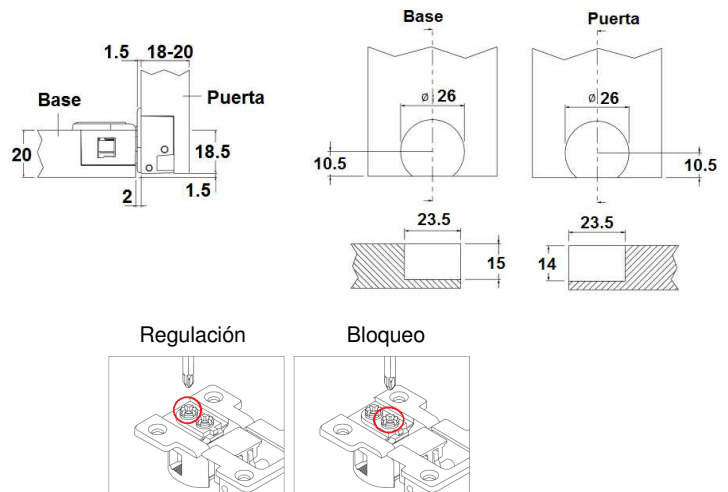 1.5 18-20
Base
Puerta
20
18.5
2
1.5
Base
ø 26
10.5
23.5
15
Puerta
ø 26
10.5
23.5
14
Regulación
Bloqueo